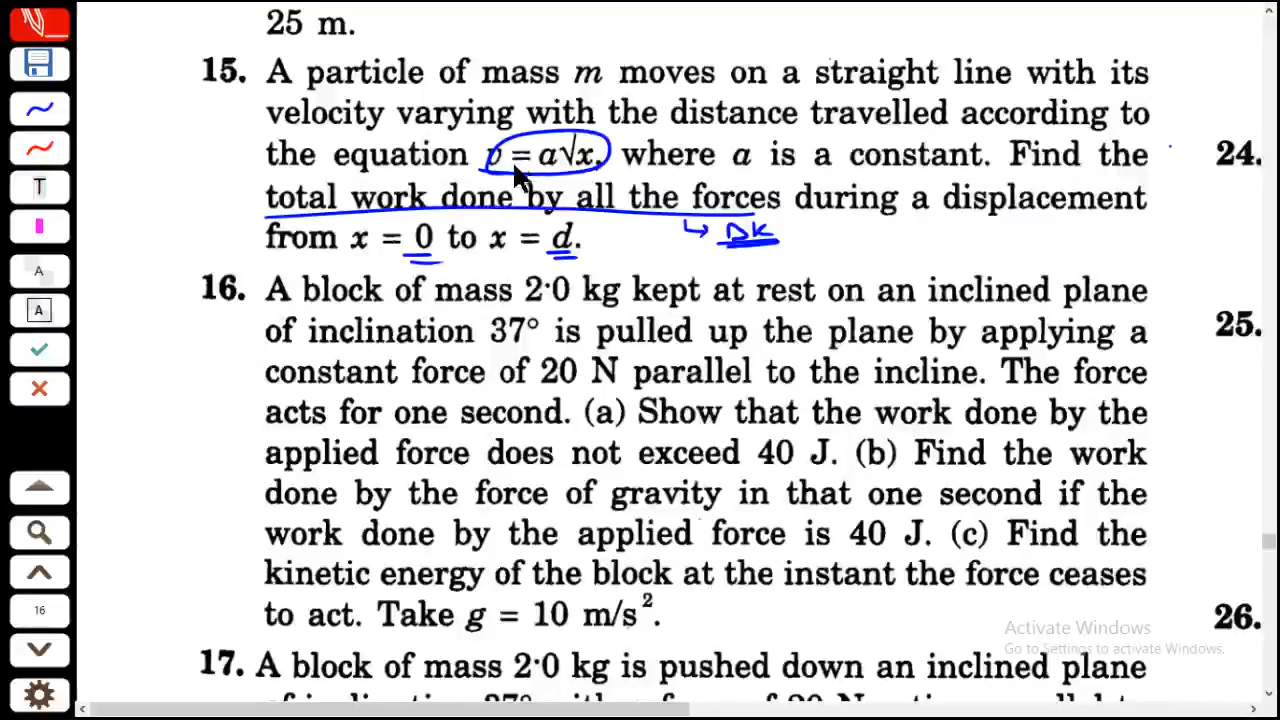 25 m.
15. A particle of mass m moves on a straight line with its
velocity varying with the distance travelled according to
the equation v = a√x, where a is a constant. Find the
total work done by all the forces during a displacement
from x = 0 to x = d.
↳ ΔK
16. A block of mass 2·0 kg kept at rest on an inclined plane
of inclination 37° is pulled up the plane by applying a
constant force of 20 N parallel to the incline. The force
acts for one second. (a) Show that the work done by the
applied force does not exceed 40 J. (b) Find the work
done by the force of gravity in that one second if the
work done by the applied force is 40 J. (c) Find the
kinetic energy of the block at the instant the force ceases
to act. Take g = 10 m/s².
17. A block of mass 2·0 kg is pushed down an inclined plane
24.
25.
26.
T
A
A
16
Activate Windows
Go to Settings to activate Windows.